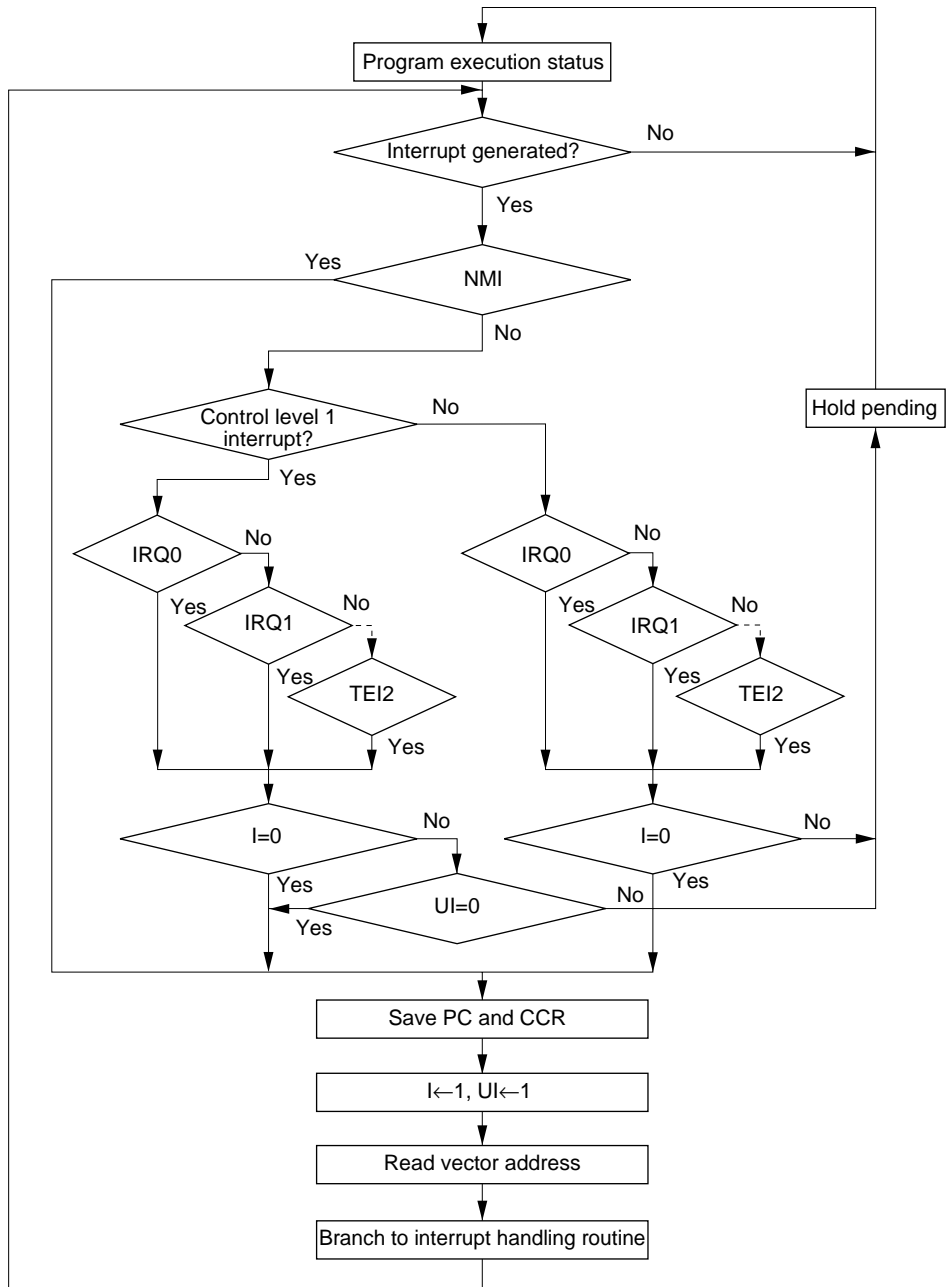 Program execution status
No
Interrupt generated?
Yes
Yes
NMI
No
Control level 1
interrupt?
No
Hold pending
Yes
IRQ0
No
IRQ0
No
Yes
IRQ1
No
Yes
IRQ1
No
Yes
TEI2
Yes
TEI2
Yes
Yes
I=0
No
I=0
No
Yes
Yes
UI=0
No
Yes
Save PC and CCR
I←1, UI←1
Read vector address
Branch to interrupt handling routine